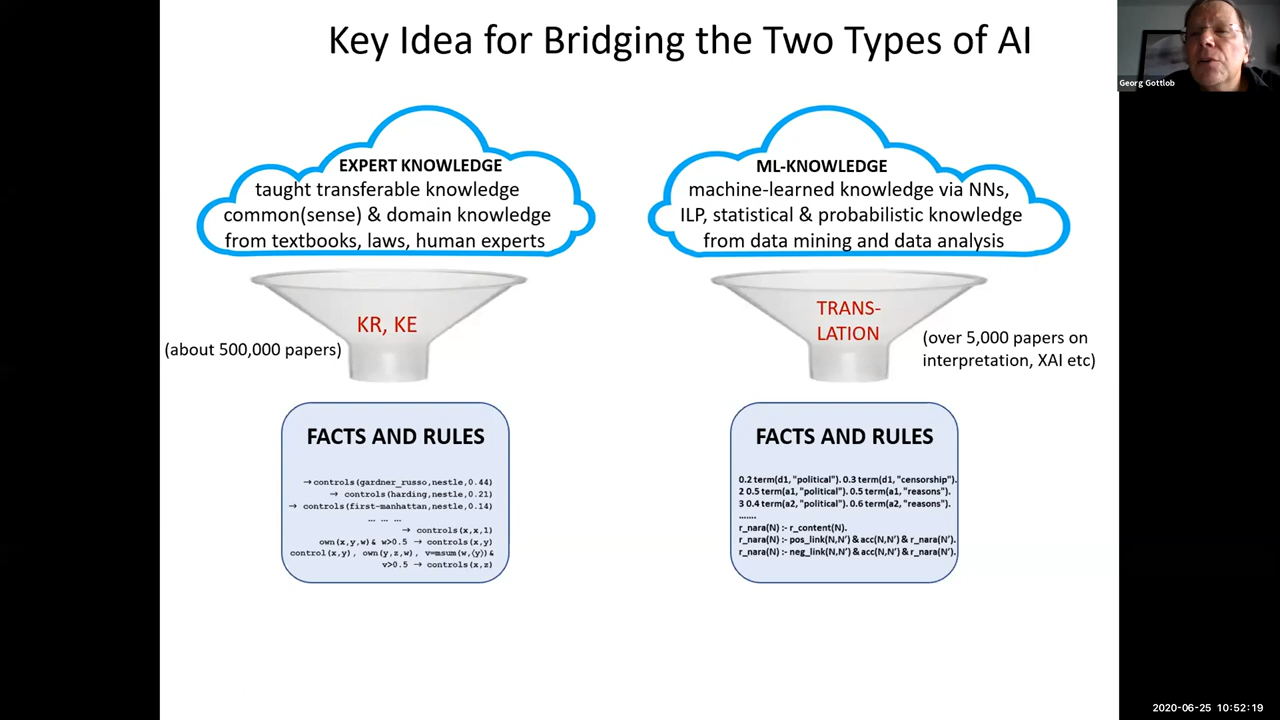 Key Idea for Bridging the Two Types of AI
Georg Gottlob
EXPERT KNOWLEDGE
taught transferable knowledge
common(sense) & domain knowledge
from textbooks, laws, human experts
ML-KNOWLEDGE
machine-learned knowledge via NNs,
ILP, statistical & probabilistic knowledge
from data mining and data analysis
KR, KE
(about 500,000 papers)
TRANS-
LATION
(over 5,000 papers on
interpretation, XAI etc)
FACTS AND RULES
→controls(gardner_russo,nestle,0.44)
→ controls(harding,nestle,0.21)
→ controls(first-manhattan,nestle,0.14)
… … …
→ controls(x,x,1)
own(x,y,w)& w>0.5 → controls(x,y)
control(x,y), own(y,z,w), v=msum(w,⟨y⟩)&
v>0.5 → controls(x,z)
FACTS AND RULES
0.2 term(d1, "political"). 0.3 term(d1, "censorship").
2 0.5 term(a1, "political"). 0.5 term(a1, "reasons").
3 0.4 term(a2, "political"). 0.6 term(a2, "reasons").
.......
r_nara(N) :- r_content(N).
r_nara(N) :- pos_link(N,N’) & acc(N,N’) & r_nara(N’).
r_nara(N) :- neg_link(N,N’) & acc(N,N’) & r_nara(N’).
2020-06-25 10:52:19